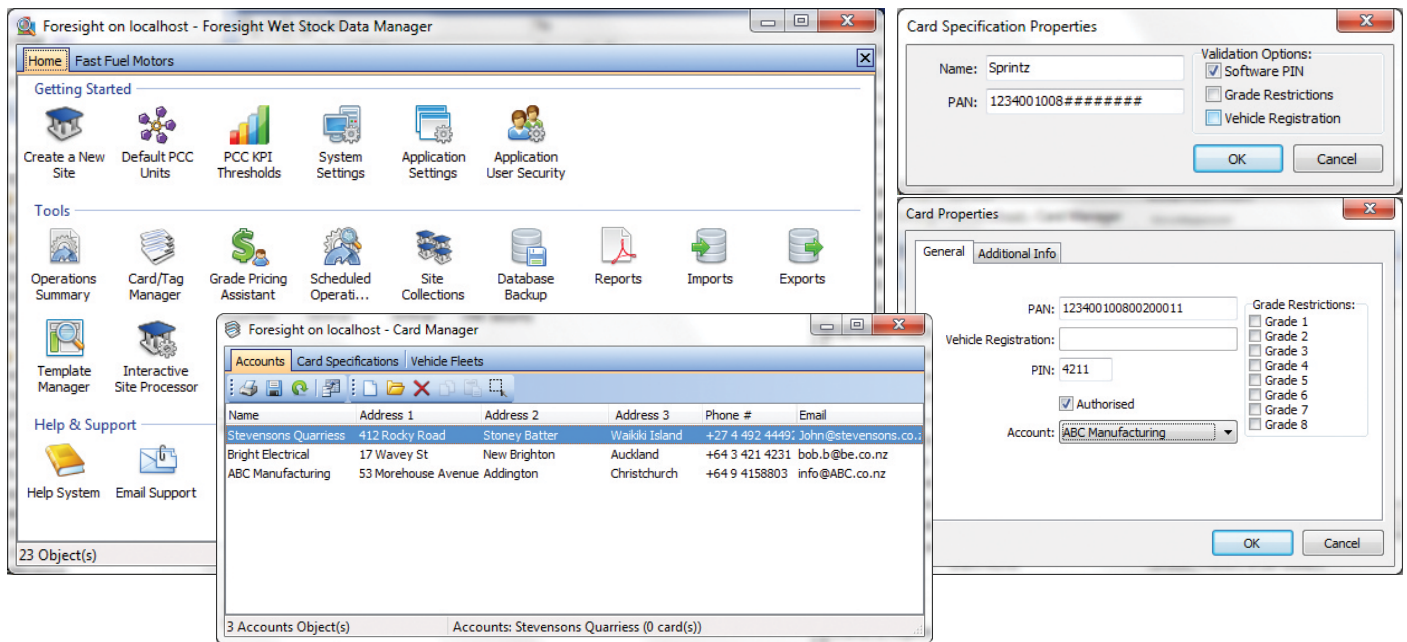 Foresight on localhost - Foresight Wet Stock Data Manager
Home Fast Fuel Motors
Getting Started
Create a New Site
Default PCC Units
PCC KPI Thresholds
System Settings
Application Settings
Application User Security
Tools
Operations Summary
Card/Tag Manager
Grade Pricing Assistant
Scheduled Operati...
Site Collections
Database Backup
Reports
Imports
Exports
Template Manager
Interactive Site Processor
Help & Support
Help System
Email Support
23 Object(s)
Foresight on localhost - Card Manager
Accounts Card Specifications Vehicle Fleets
Name Address 1 Address 2 Address 3 Phone # Email
Stevensons Quarriess 412 Rocky Road Stoney Batter Waikiki Island +27 4 492 4449 John@stevensons.co.
Bright Electrical 17 Wavey St New Brighton Auckland +64 3 421 4231 bob.b@be.co.nz
ABC Manufacturing 53 Morehouse Avenue Addington Christchurch +64 9 4158803 info@ABC.co.nz
3 Accounts Object(s) Accounts: Stevensons Quarriess (0 card(s))
Card Specification Properties
Name: Sprintz
PAN: 1234001008########
Validation Options:
Software PIN
Grade Restrictions
Vehicle Registration
OK Cancel
Card Properties
General Additional Info
PAN: 123400100800200011
Vehicle Registration:
PIN: 4211
Authorised
Account: ABC Manufacturing
Grade Restrictions:
Grade 1
Grade 2
Grade 3
Grade 4
Grade 5
Grade 6
Grade 7
Grade 8
OK Cancel